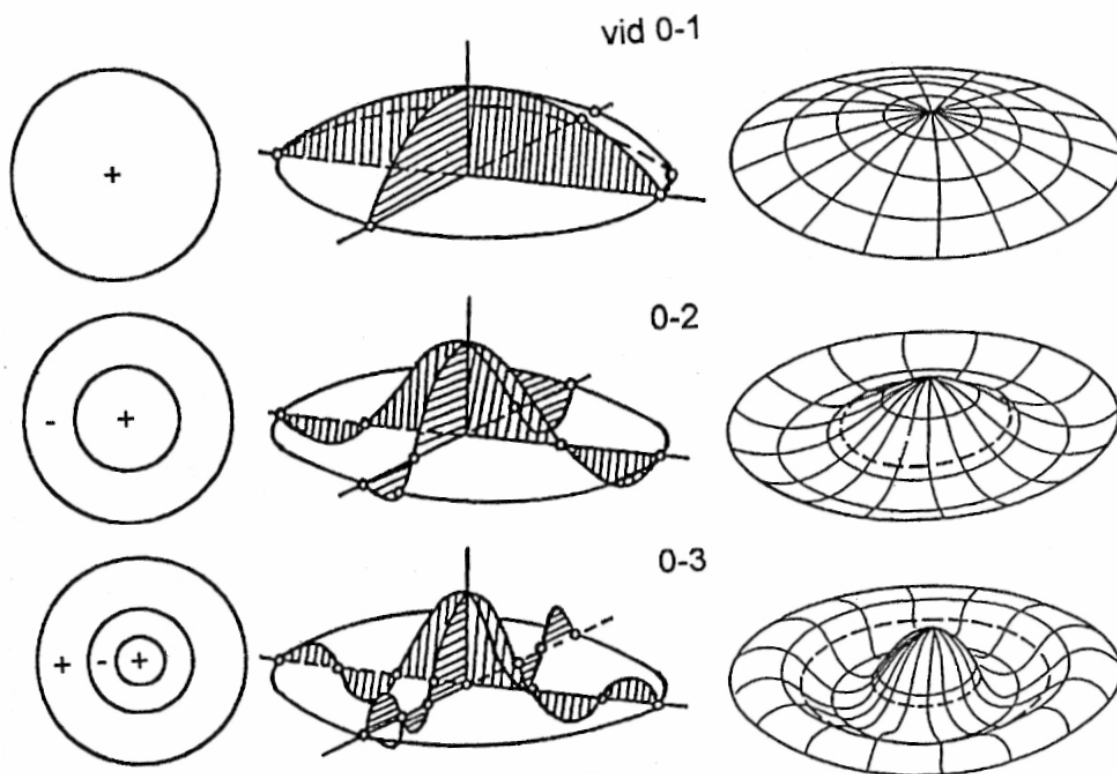 vid 0-1
+
0-2
- +
0-3
+ - +